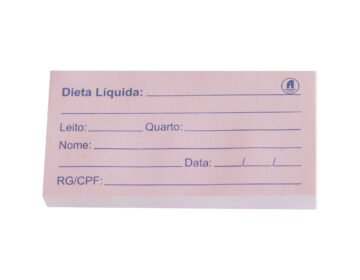 Dieta Líquida:
Leito: Quarto:
Nome:
Data: / /
RG/CPF: